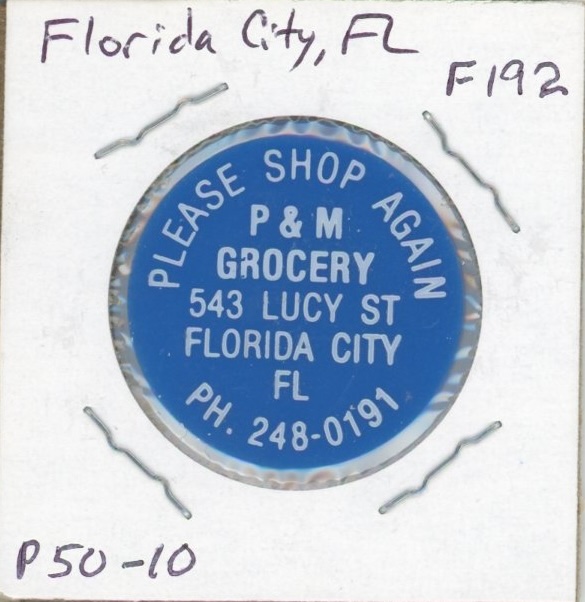 Florida City, FL
F192
PLEASE SHOP AGAIN
P & M
GROCERY
543 LUCY ST
FLORIDA CITY
FL
PH. 248-0191
P50-10